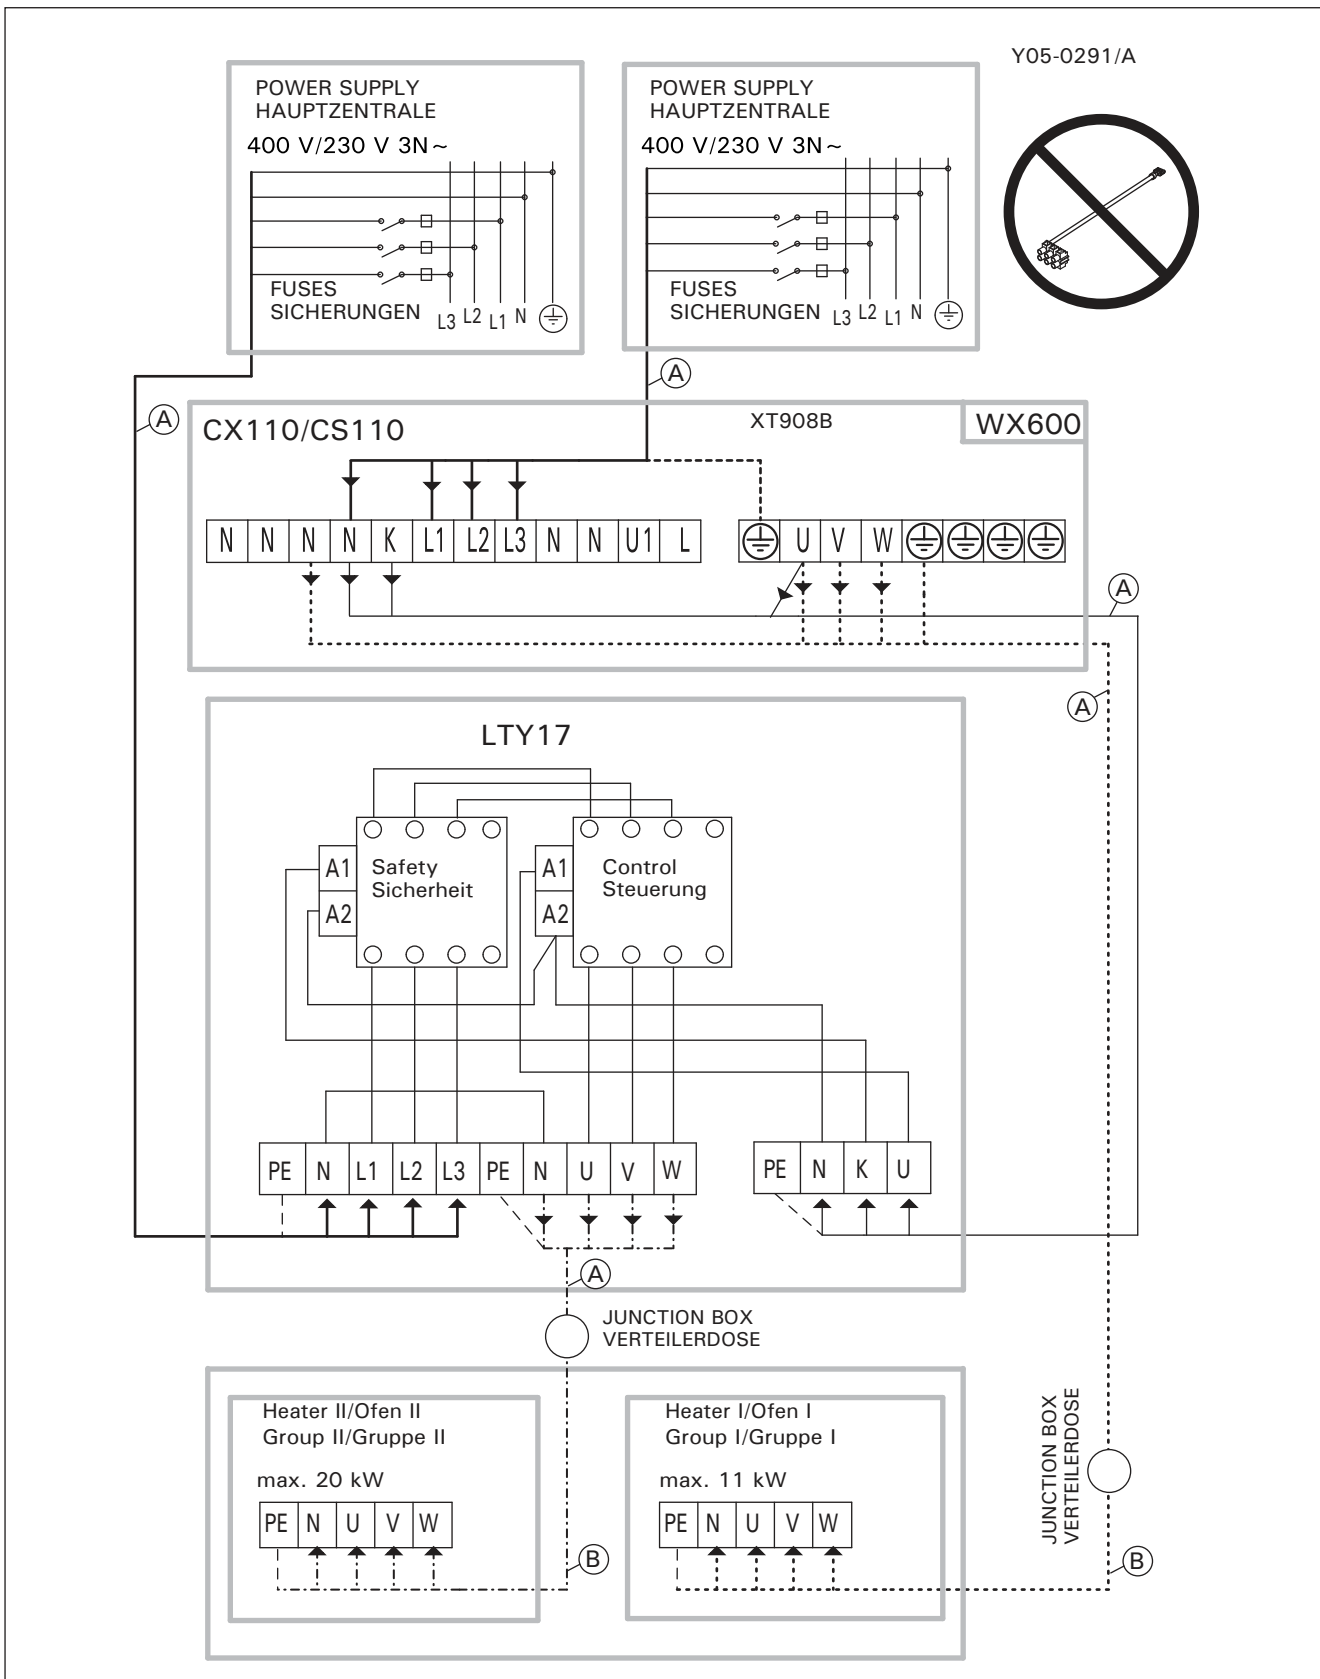 Y05-0291/A
POWER SUPPLY
HAUPTZENTRALE
400 V/230 V 3N~
FUSES
SICHERUNGEN
L3 L2 L1 N
POWER SUPPLY
HAUPTZENTRALE
400 V/230 V 3N~
FUSES
SICHERUNGEN
L3 L2 L1 N
A
A
CX110/CS110
XT908B
WX600
N N N N K L1 L2 L3 N N U1 L
U V W
A
A
LTY17
A1
A2
Safety
Sicherheit
A1
A2
Control
Steuerung
PE N L1 L2 L3 PE N U V W
PE N K U
A
JUNCTION BOX
VERTEILERDOSE
Heater II/Ofen II
Group II/Gruppe II
max. 20 kW
PE N U V W
B
Heater I/Ofen I
Group I/Gruppe I
max. 11 kW
PE N U V W
JUNCTION BOX
VERTEILERDOSE
B